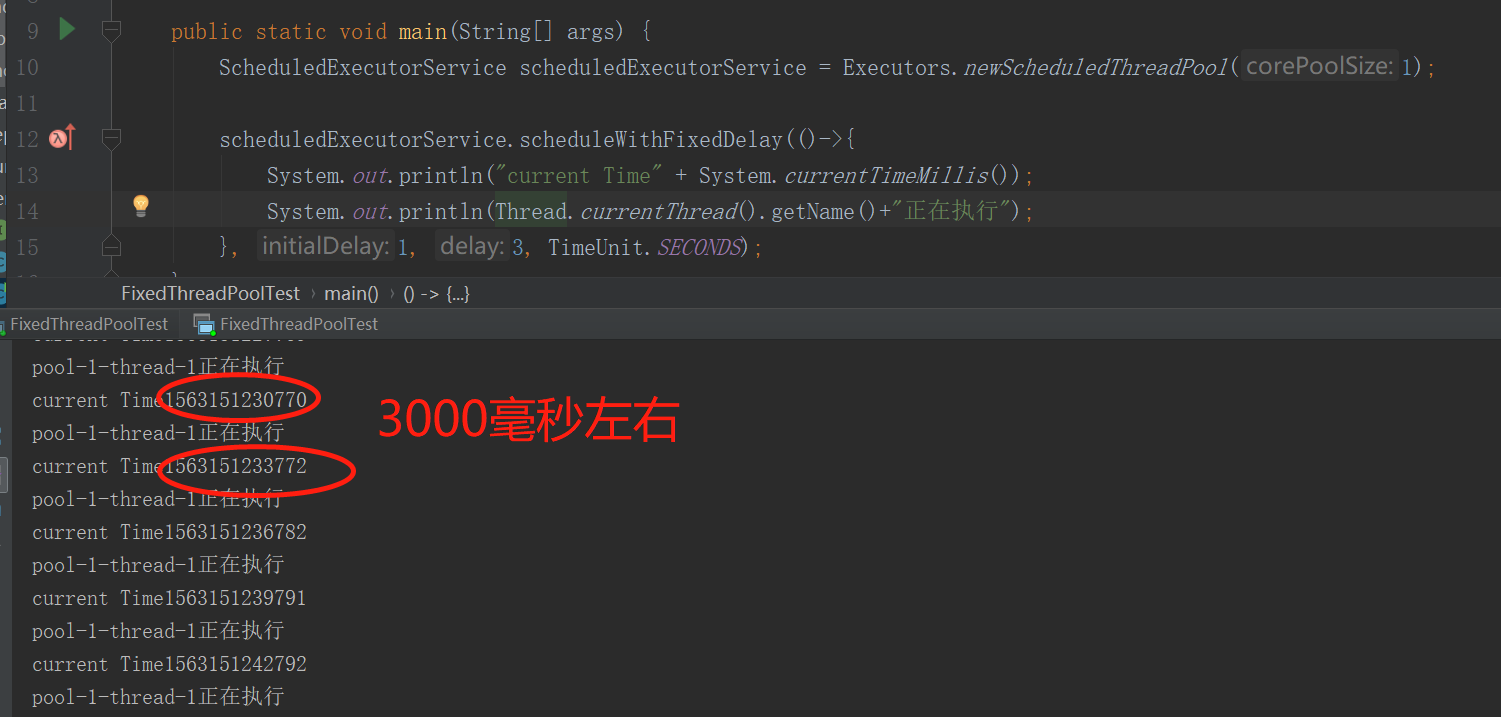 9 public static void main(String[] args) {
10 ScheduledExecutorService scheduledExecutorService = Executors.newScheduledThreadPool( corePoolSize: 1);
11
12 scheduledExecutorService.scheduleWithFixedDelay(()->{
13 System.out.println("current Time" + System.currentTimeMillis());
14 System.out.println(Thread.currentThread().getName()+"正在执行");
15 }, initialDelay: 1, delay: 3, TimeUnit.SECONDS);
FixedThreadPoolTest › main() › () -> {...}
FixedThreadPoolTest FixedThreadPoolTest
pool-1-thread-1正在执行
current Time1563151230770
3000毫秒左右
pool-1-thread-1正在执行
current Time1563151233772
pool-1-thread-1正在执行
current Time1563151236782
pool-1-thread-1正在执行
current Time1563151239791
pool-1-thread-1正在执行
current Time1563151242792
pool-1-thread-1正在执行